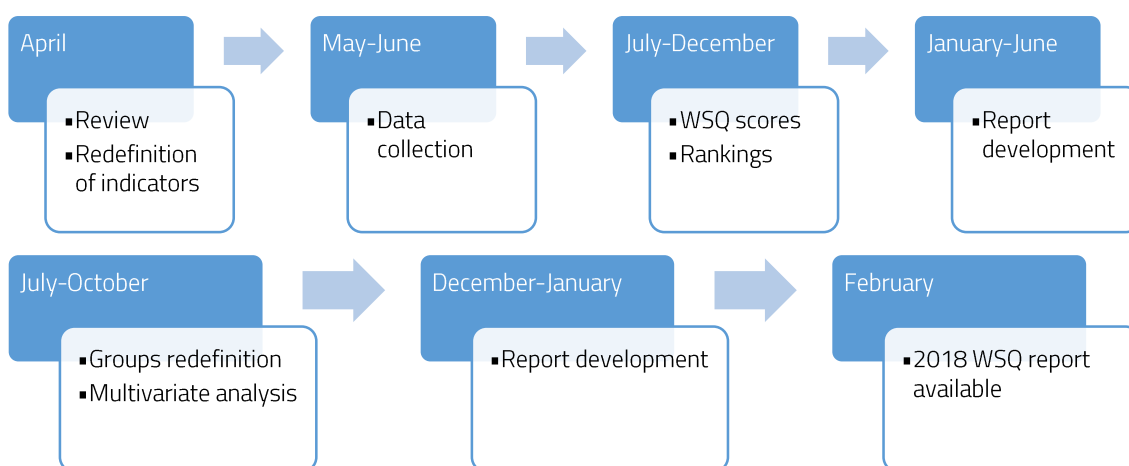 April
▪Review
▪Redefinition
of indicators
May-June
▪Data
collection
July-December
▪WSQ scores
▪Rankings
January-June
▪Report
development
July-October
▪Groups redefinition
▪Multivariate analysis
December-January
▪Report development
February
▪2018 WSQ report
available